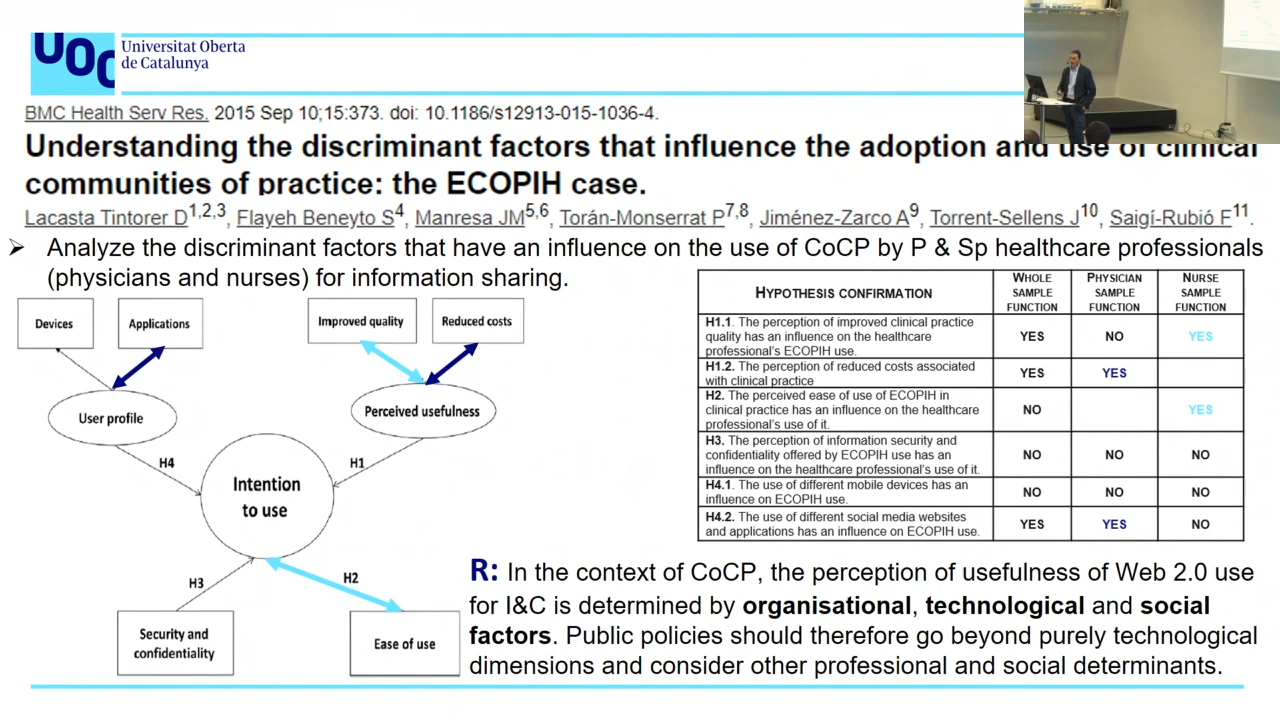 UOC
Universitat Oberta
de Catalunya
BMC Health Serv Res. 2015 Sep 10;15:373. doi: 10.1186/s12913-015-1036-4.
Understanding the discriminant factors that influence the adoption and use of clinical
communities of practice: the ECOPIH case.
Lacasta Tintorer D1,2,3, Flayeh Beneyto S4, Manresa JM5,6, Torán-Monserrat P7,8, Jiménez-Zarco A9, Torrent-Sellens J10, Saigí-Rubió F11.
➢ Analyze the discriminant factors that have an influence on the use of CoCP by P & Sp healthcare professionals
(physicians and nurses) for information sharing.
Devices
Applications
Improved quality
Reduced costs
User profile
Perceived usefulness
H4
H1
Intention
to use
H3
H2
Security and
confidentiality
Ease of use
HYPOTHESIS CONFIRMATION
WHOLE
SAMPLE
FUNCTION
PHYSICIAN
SAMPLE
FUNCTION
NURSE
SAMPLE
FUNCTION
H1.1. The perception of improved clinical practice
quality has an influence on the healthcare
professional's ECOPIH use.
YES
NO
YES
H1.2. The perception of reduced costs associated
with clinical practice
YES
YES
H2. The perceived ease of use of ECOPIH in
clinical practice has an influence on the healthcare
professional's use of it.
NO
YES
H3. The perception of information security and
confidentiality offered by ECOPIH use has an
influence on the healthcare professional's use of it.
NO
NO
NO
H4.1. The use of different mobile devices has an
influence on ECOPIH use.
NO
NO
NO
H4.2. The use of different social media websites
and applications has an influence on ECOPIH use.
YES
YES
NO
R: In the context of CoCP, the perception of usefulness of Web 2.0 use
for I&C is determined by organisational, technological and social
factors. Public policies should therefore go beyond purely technological
dimensions and consider other professional and social determinants.